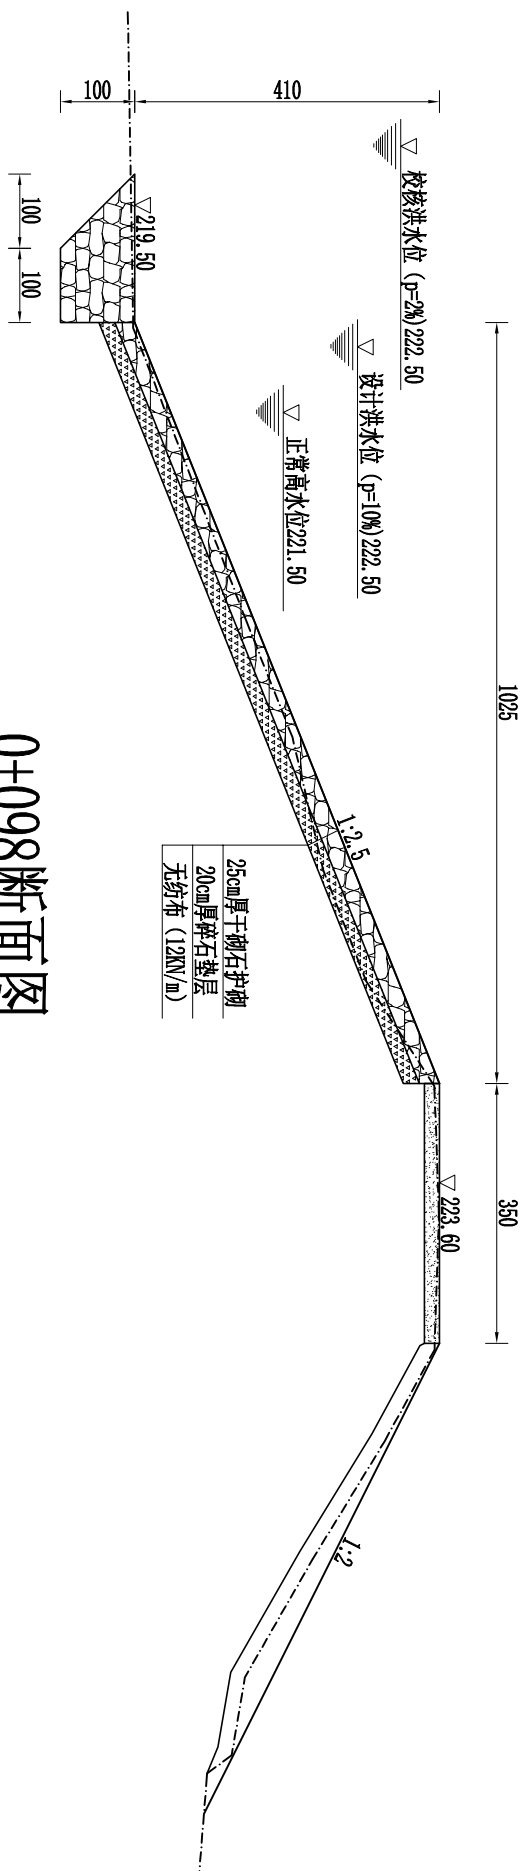 100
410
校核洪水位（p=2%)222.50
设计洪水位（p=10%)222.50
正常高水位221.50
219.50
100
100
1025
350
1:2.5
223.60
1:2
25cm厚干砌石护砌
20cm厚碎石垫层
无纺布（12KN/m）
0+098断面图